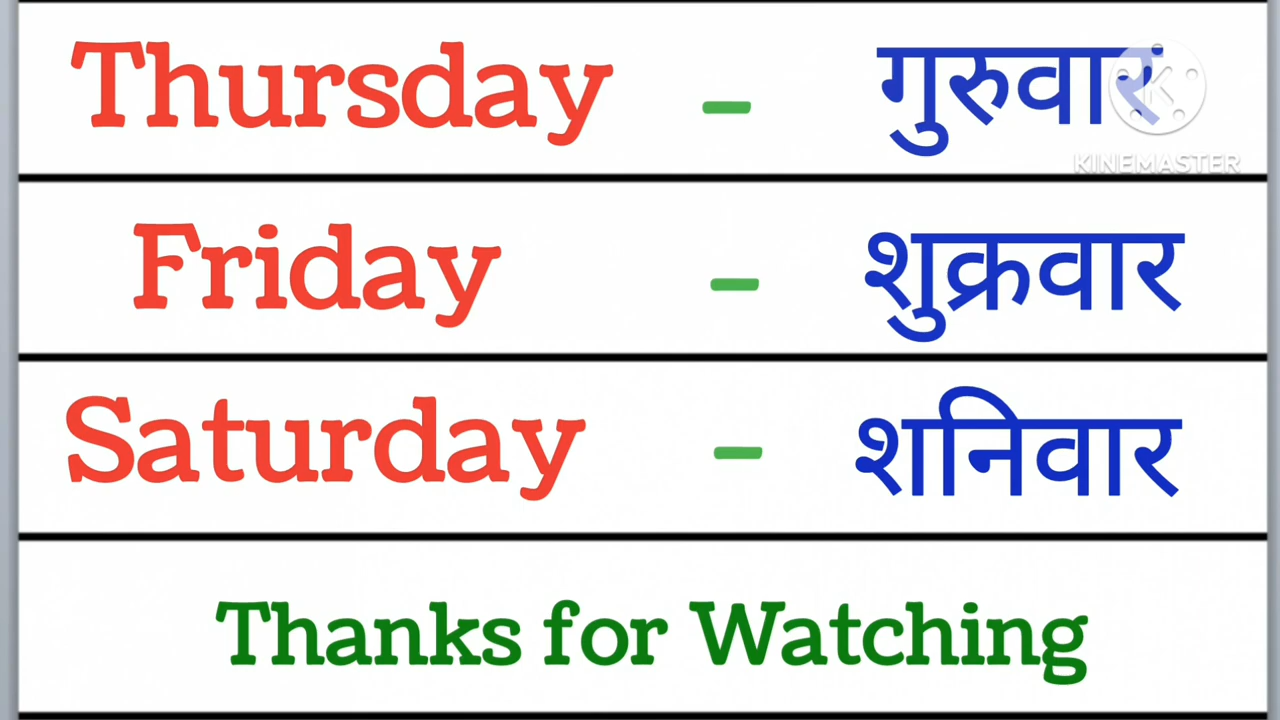 Thursday - गुरुवार
KINEMASTER
Friday - शुक्रवार
Saturday - शनिवार
Thanks for Watching